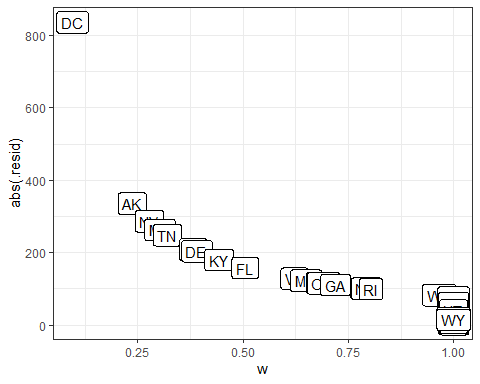 DC
800
600
abs(.resid)
400
AK
TN
200
DE
KY
FL
GA
RI
WY
0
0.25
0.50
0.75
1.00
w